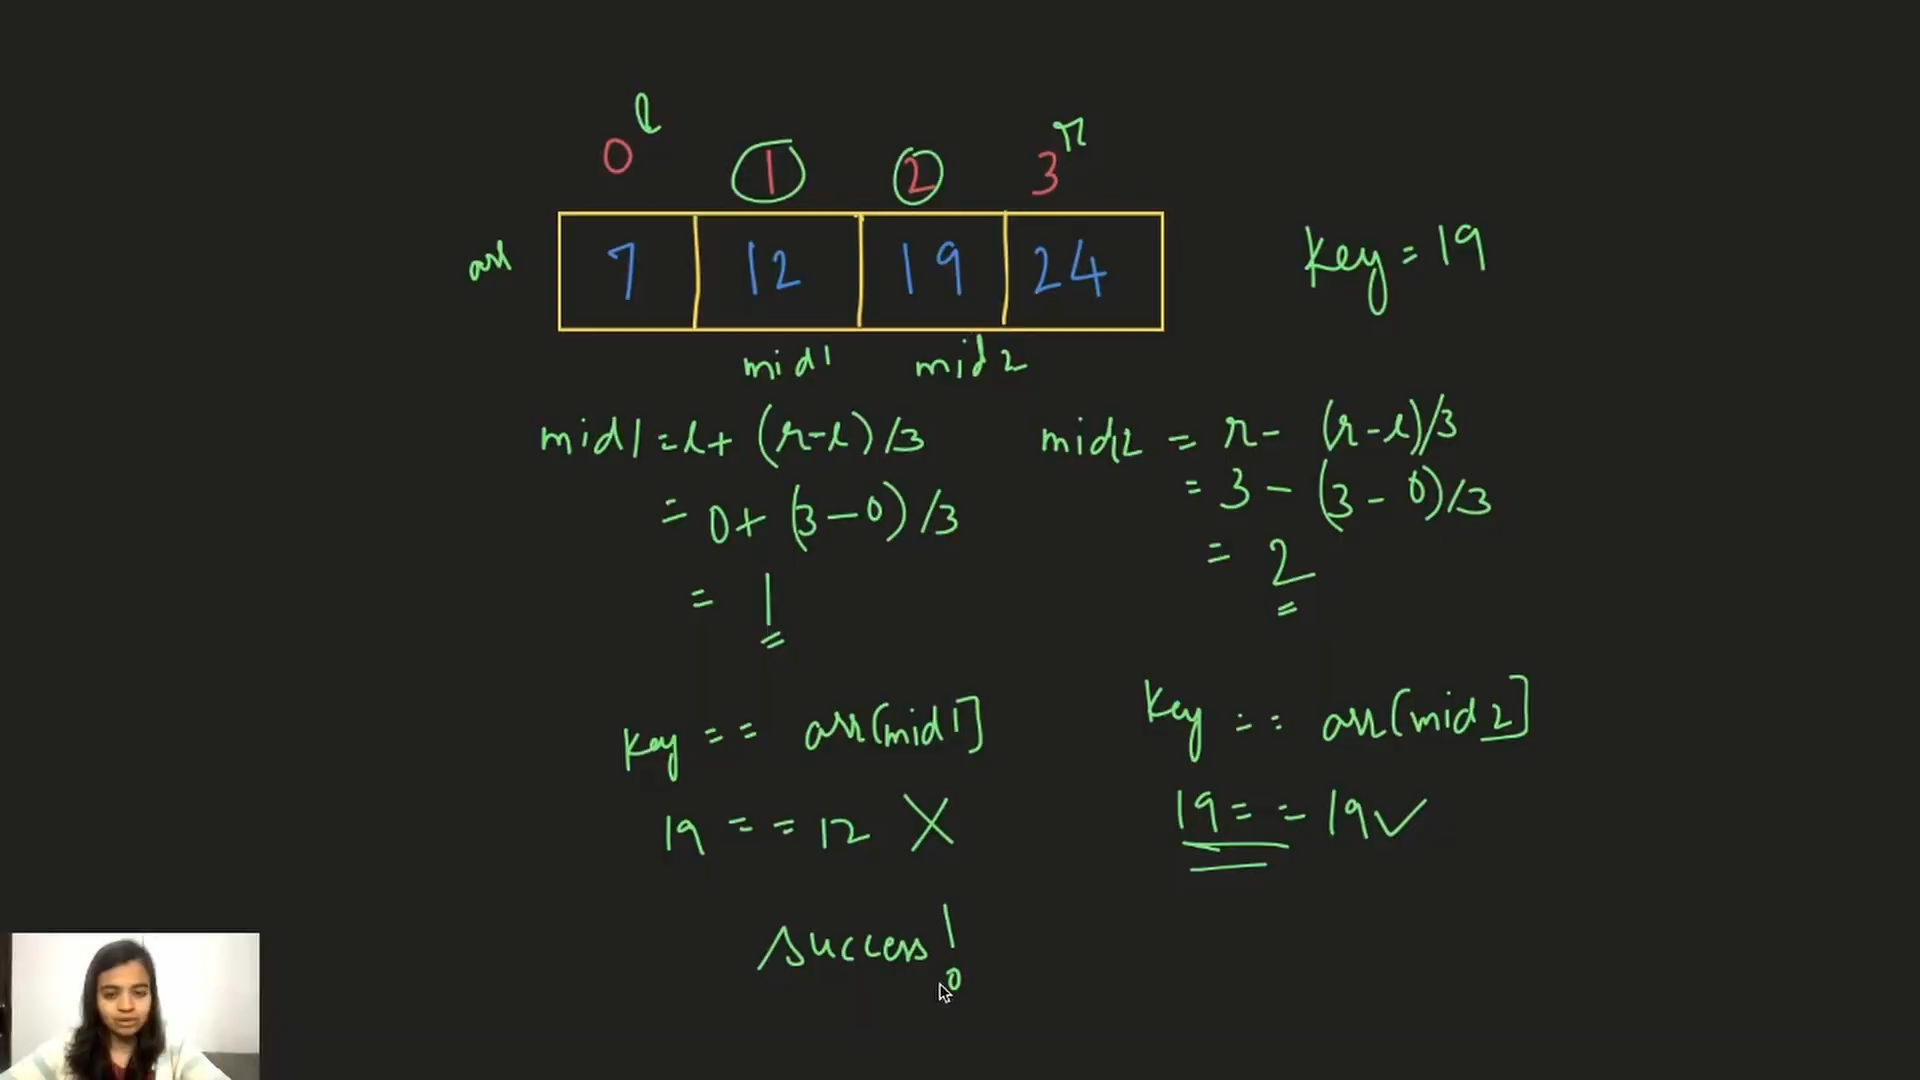 l r
0 1 2 3
arr 7 12 19 24 key = 19
mid1 mid2
mid1 = l + (r-l)/3 mid2 = r - (r-l)/3
= 0 + (3-0)/3 = 3 - (3-0)/3
= 1 = 2
key == arr[mid1] key == arr[mid2]
19 == 12 X 19 == 19 ✓
success!